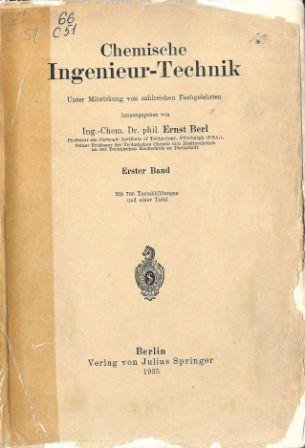 66
C51
51
Chemische
Ingenieur-Technik
Unter Mitwirkung von zahlreichen Fachgelehrten
herausgegeben von
Ing.-Chem. Dr. phil. Ernst Berl
Professor am Carnegie Institute of Technology, Pittsburgh (USA.),
früher Professor der Technischen Chemie und Elektrochemie
an der Technischen Hochschule zu Darmstadt
Erster Band
Mit 700 Textabbildungen
und einer Tafel
Berlin
Verlag von Julius Springer
1935